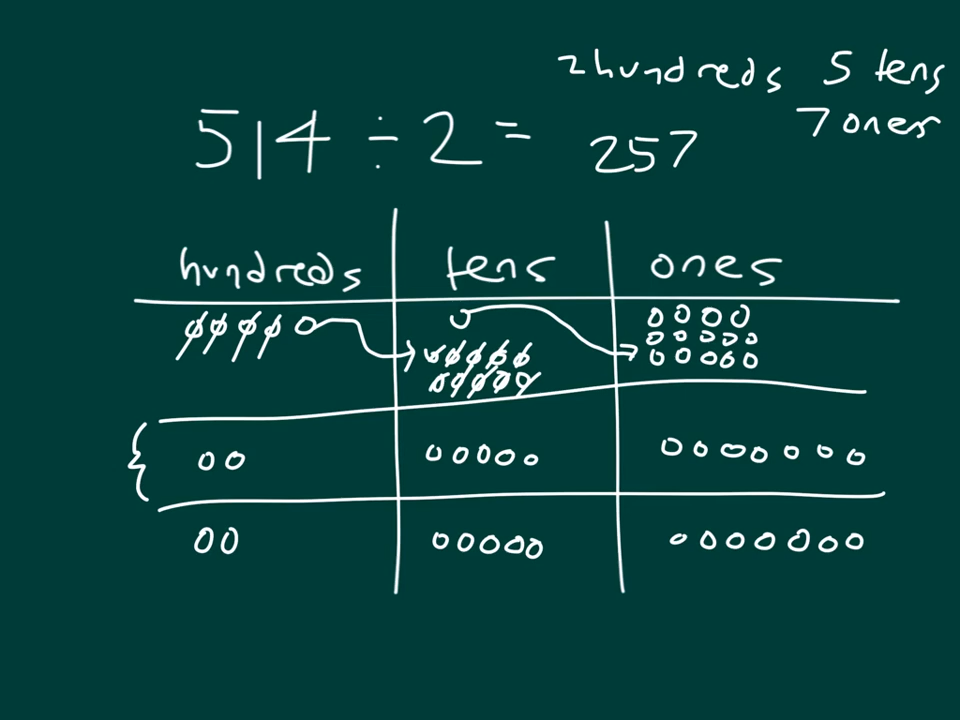 2 hundreds 5 tens
7 ones
514 ÷ 2 = 257
hundreds tens ones